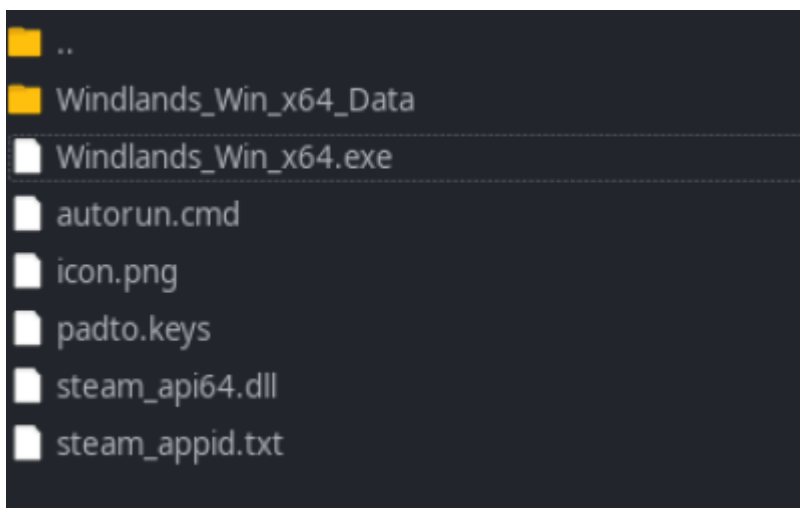 ..
Windlands_Win_x64_Data
Windlands_Win_x64.exe
autorun.cmd
icon.png
padto.keys
steam_api64.dll
steam_appid.txt